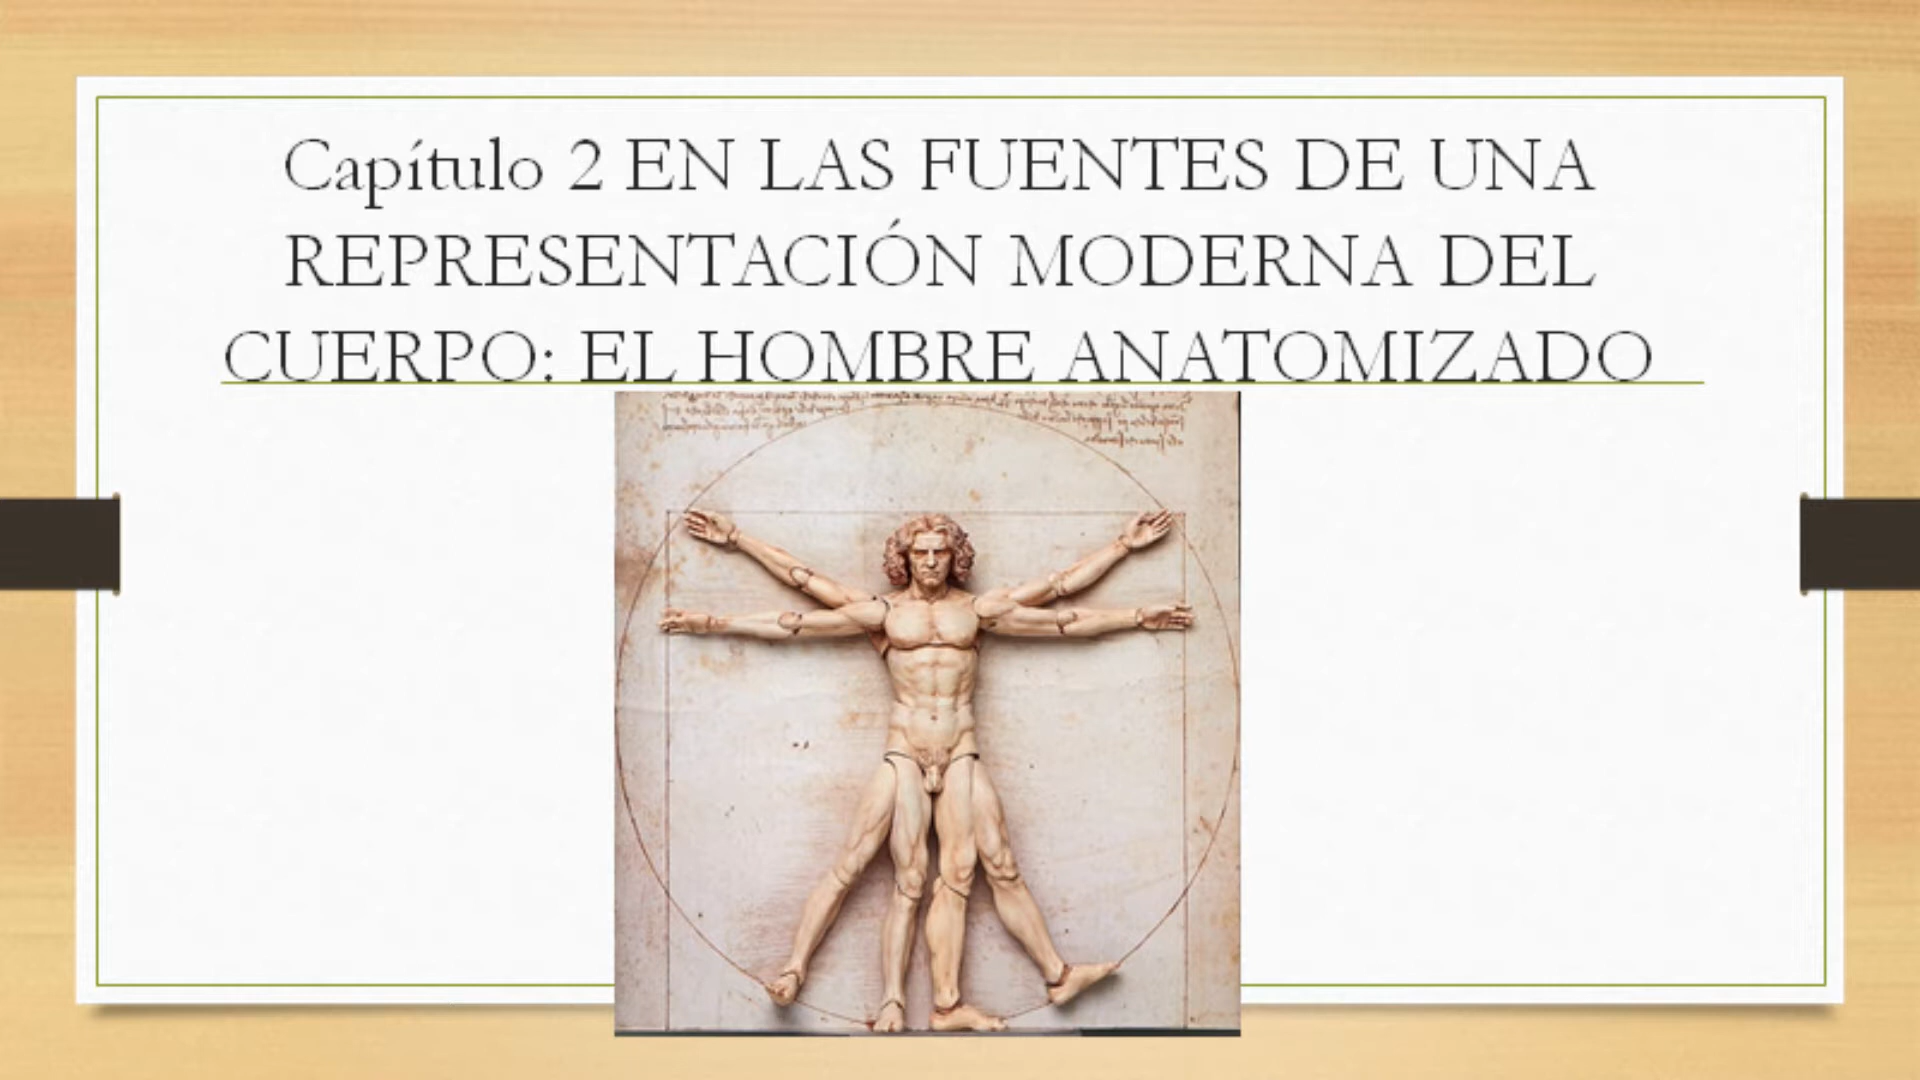 Capítulo 2 EN LAS FUENTES DE UNA
REPRESENTACIÓN MODERNA DEL
CUERPO: EL HOMBRE ANATOMIZADO